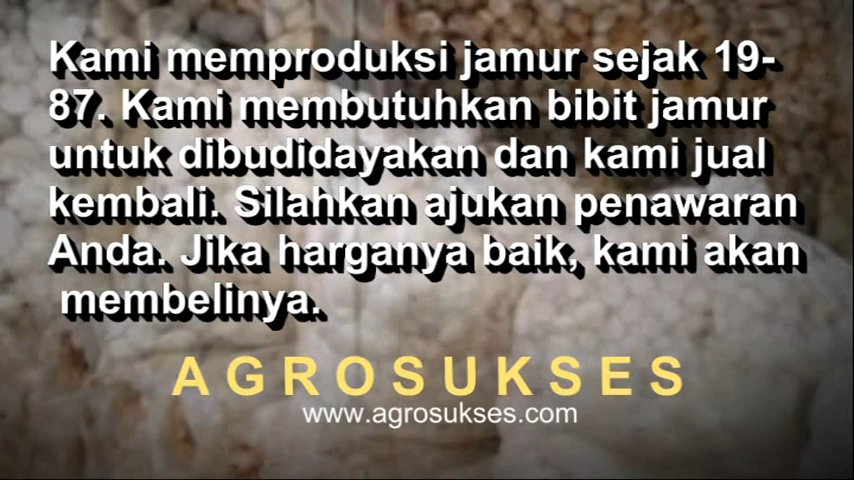 Kami memproduksi jamur sejak 19-
87. Kami membutuhkan bibit jamur
untuk dibudidayakan dan kami jual
kembali. Silahkan ajukan penawaran
Anda. Jika harganya baik, kami akan
membelinya.
AGROSUKSES
www.agrosukses.com